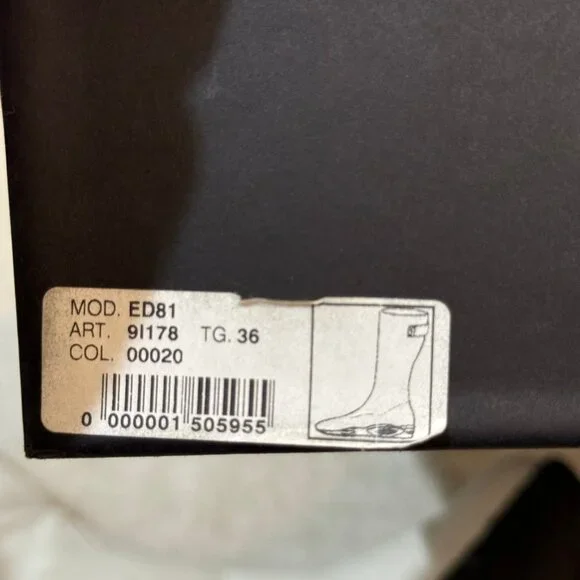 MOD. ED81
ART. 9I178 TG. 36
COL. 00020
0 000001 505955